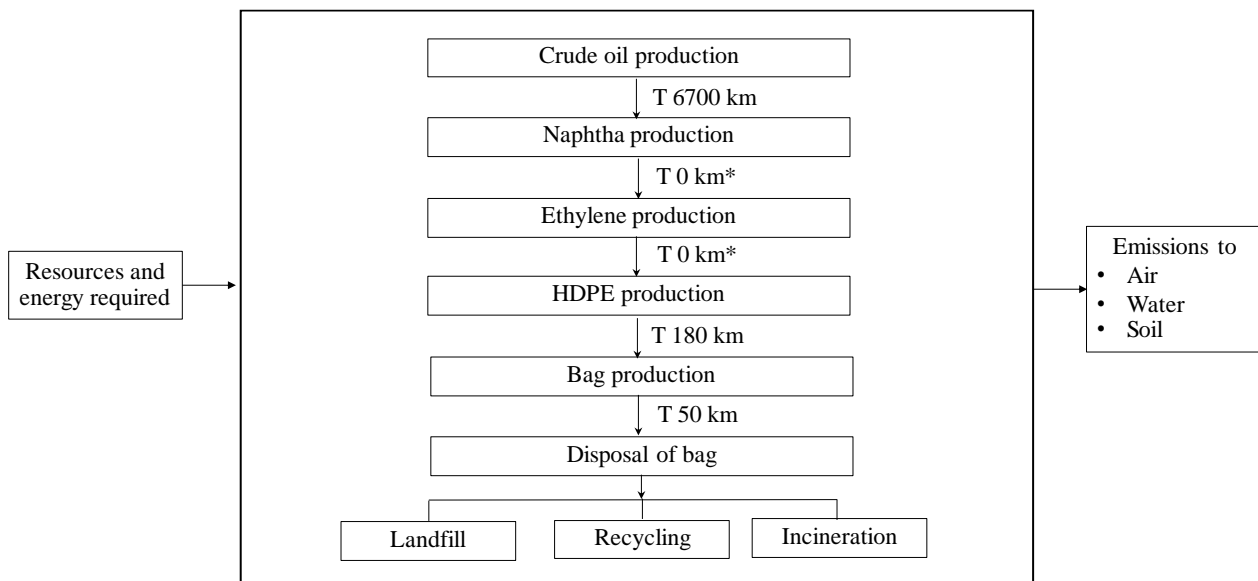 Crude oil production
T 6700 km
Naphtha production
T 0 km*
Ethylene production
T 0 km*
Resources and
energy required
HDPE production
T 180 km
Bag production
T 50 km
Disposal of bag
Landfill
Recycling
Incineration
Emissions to
• Air
• Water
• Soil